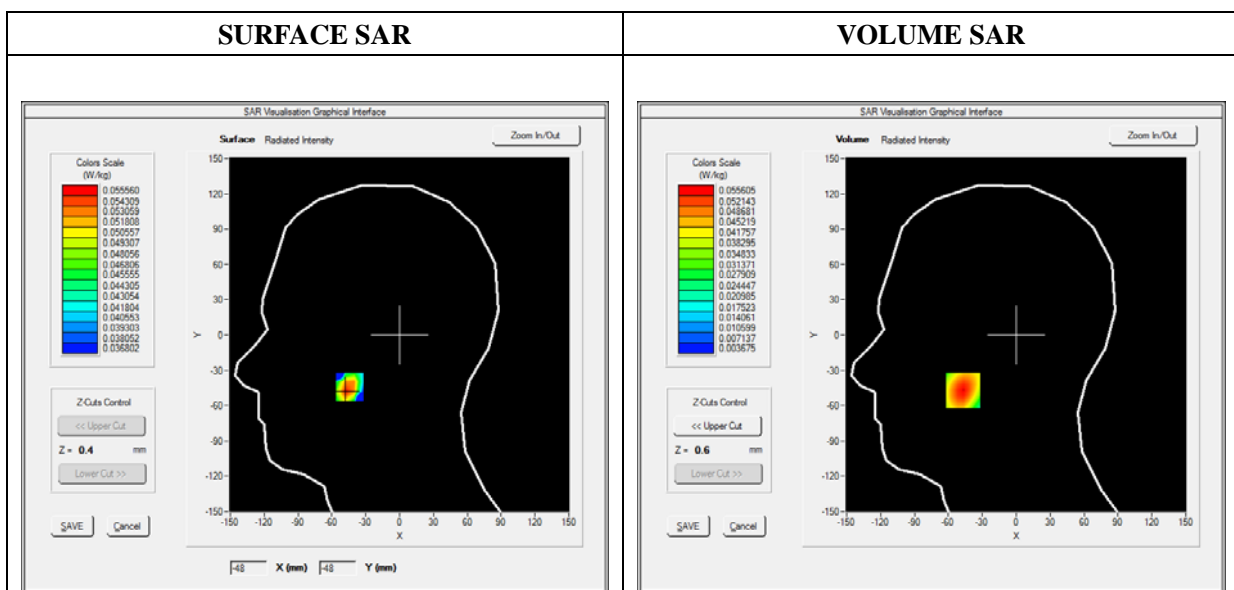 SURFACE SAR
SAR Visualisation Graphical Interface
Surface Radiated Intensity
Zoom In/Out
Colors Scale
(W/kg)
0.055560
0.054309
0.053059
0.051808
0.050557
0.049307
0.048056
0.046806
0.045555
0.044305
0.043054
0.041804
0.040553
0.039303
0.038052
0.036802
Z-Cuts Control
<< Upper Cut
Z = 0.4 mm
Lower Cut >>
SAVE Cancel
150
120
90
60
30
0
-30
-60
-90
-120
-150
Y
-150 -120 -90 -60 -30 0 30 60 90 120 150
X
-48 X (mm) -48 Y (mm)
VOLUME SAR
SAR Visualisation Graphical Interface
Volume Radiated Intensity
Zoom In/Out
Colors Scale
(W/kg)
0.055605
0.052143
0.048681
0.045219
0.041757
0.038295
0.034833
0.031371
0.027909
0.024447
0.020985
0.017523
0.014061
0.010599
0.007137
0.003675
Z-Cuts Control
<< Upper Cut
Z = 0.6 mm
Lower Cut >>
SAVE Cancel
150
120
90
60
30
0
-30
-60
-90
-120
-150
Y
-150 -120 -90 -60 -30 0 30 60 90 120 150
X